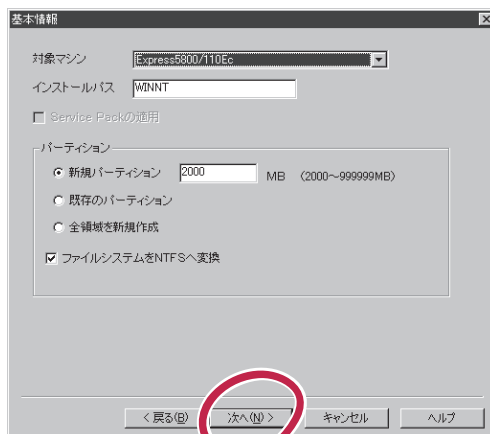 基本情報
対象マシン Express5800/110Ec
インストールパス WINNT
Service Packの適用
パーティション
新規パーティション 2000 MB (2000～999999MB)
既存のパーティション
全領域を新規作成
ファイルシステムをNTFSへ変換
< 戻る(B) 次へ(N) > キャンセル ヘルプ